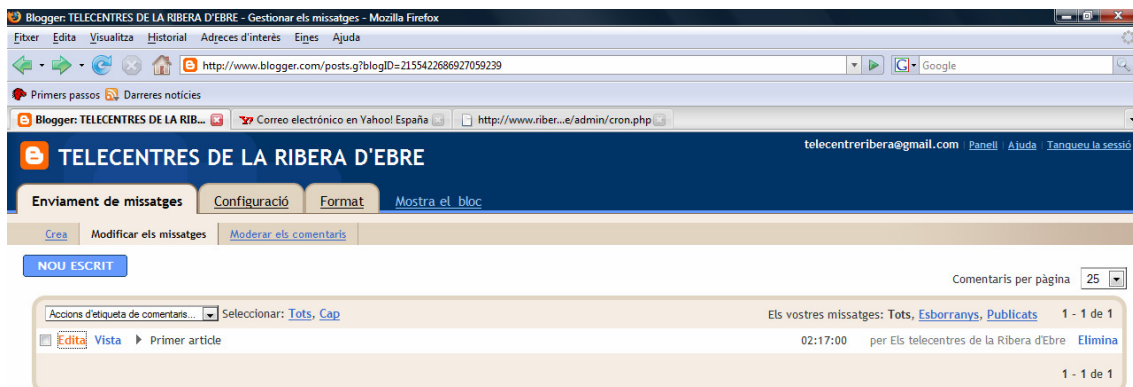 Blogger: TELECENTRES DE LA RIBERA D'EBRE - Gestionar els missatges - Mozilla Firefox
Fitxer Edita Visualitza Historial Adreces d'interès Eines Ajuda
http://www.blogger.com/posts.g?blogID=2155422686927059239 Google
Primers passos Darreres notícies
Blogger: TELECENTRES DE LA RIB... Correo electrónico en Yahoo! España http://www.riber...e/admin/cron.php
TELECENTRES DE LA RIBERA D'EBRE telecentreribera@gmail.com | Panell | Ajuda | Tanqueu la sessió
Enviament de missatges Configuració Format Mostra el bloc
Crea Modificar els missatges Moderar els comentaris
NOU ESCRIT
Comentaris per pàgina 25
Accions d'etiqueta de comentaris... Seleccionar: Tots, Cap Els vostres missatges: Tots, Esborranys, Publicats 1 - 1 de 1
Edita Vista Primer article 02:17:00 per Els telecentres de la Ribera d'Ebre Elimina
1 - 1 de 1